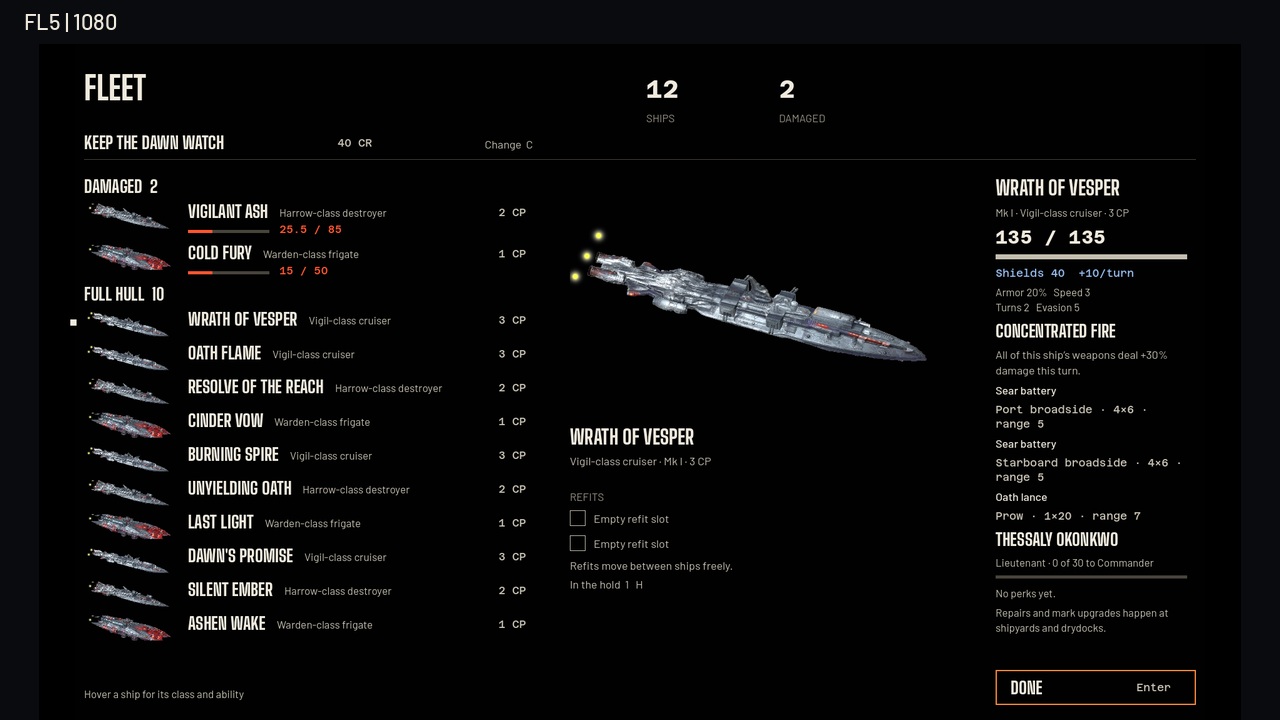 FL5|1080
FLEET
12
SHIPS
2
DAMAGED
KEEP THE DAWN WATCH
40 CR
Change C
DAMAGED 2
VIGILANT ASH Harrow-class destroyer 2 CP
25.5 / 85
COLD FURY Warden-class frigate 1 CP
15 / 50
FULL HULL 10
WRATH OF VESPER Vigil-class cruiser 3 CP
OATH FLAME Vigil-class cruiser 3 CP
RESOLVE OF THE REACH Harrow-class destroyer 2 CP
CINDER VOW Warden-class frigate 1 CP
BURNING SPIRE Vigil-class cruiser 3 CP
UNYIELDING OATH Harrow-class destroyer 2 CP
LAST LIGHT Warden-class frigate 1 CP
DAWN'S PROMISE Vigil-class cruiser 3 CP
SILENT EMBER Harrow-class destroyer 2 CP
ASHEN WAKE Warden-class frigate 1 CP
Hover a ship for its class and ability
WRATH OF VESPER
Vigil-class cruiser · Mk I · 3 CP
REFITS
Empty refit slot
Empty refit slot
Refits move between ships freely.
In the hold 1 H
WRATH OF VESPER
Mk I · Vigil-class cruiser · 3 CP
135 / 135
Shields 40 +10/turn
Armor 20% Speed 3
Turns 2 Evasion 5
CONCENTRATED FIRE
All of this ship's weapons deal +30%
damage this turn.
Sear battery
Port broadside · 4×6 ·
range 5
Sear battery
Starboard broadside · 4×6 ·
range 5
Oath lance
Prow · 1×20 · range 7
THESSALY OKONKWO
Lieutenant · 0 of 30 to Commander
No perks yet.
Repairs and mark upgrades happen at
shipyards and drydocks.
DONE Enter